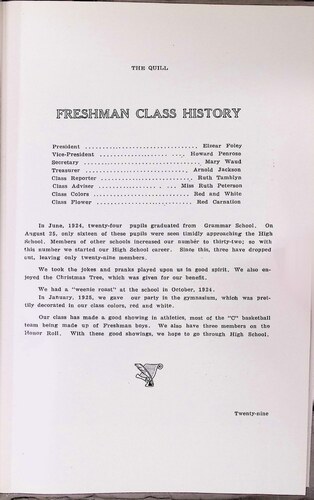 THE QUILL
FRESHMAN CLASS HISTORY
President ........................................ Elzear Foley
Vice-President ........................ Howard Penrose
Secretary ........................................ Mary Waud
Treasurer ................................ Arnold Jackson
Class Reporter .............................. Ruth Tamblyn
Class Adviser ................ Miss Ruth Peterson
Class Colors .............................. Red and White
Class Flower .............................. Red Carnation
In June, 1924, twenty-four pupils graduated from Grammar School. On
August 25, only sixteen of these pupils were seen timidly approaching the High
School. Members of other schools increased our number to thirty-two; so with
this number we started our High School career. Since this, three have dropped
out, leaving only twenty-nine members.
We took the jokes and pranks played upon us in good spirit. We also en-
joyed the Christmas Tree, which was given for our benefit.
We had a "weenie roast" at the school in October, 1924.
In January, 1925, we gave our party in the gymnasium, which was pret-
tily decorated in our class colors, red and white.
Our class has made a good showing in athletics, most of the "C" basketball
team being made up of Freshman boys. We also have three members on the
Honor Roll. With these good showings, we hope to go through High School.
Twenty-nine